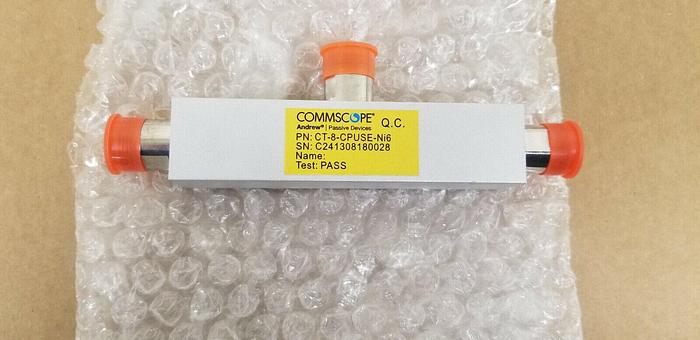 COMMSCOPE® Q.C.
Andrew® | Passive Devices
PN: CT-8-CPUSE-Ni6
SN: C241308180028
Name:
Test: PASS